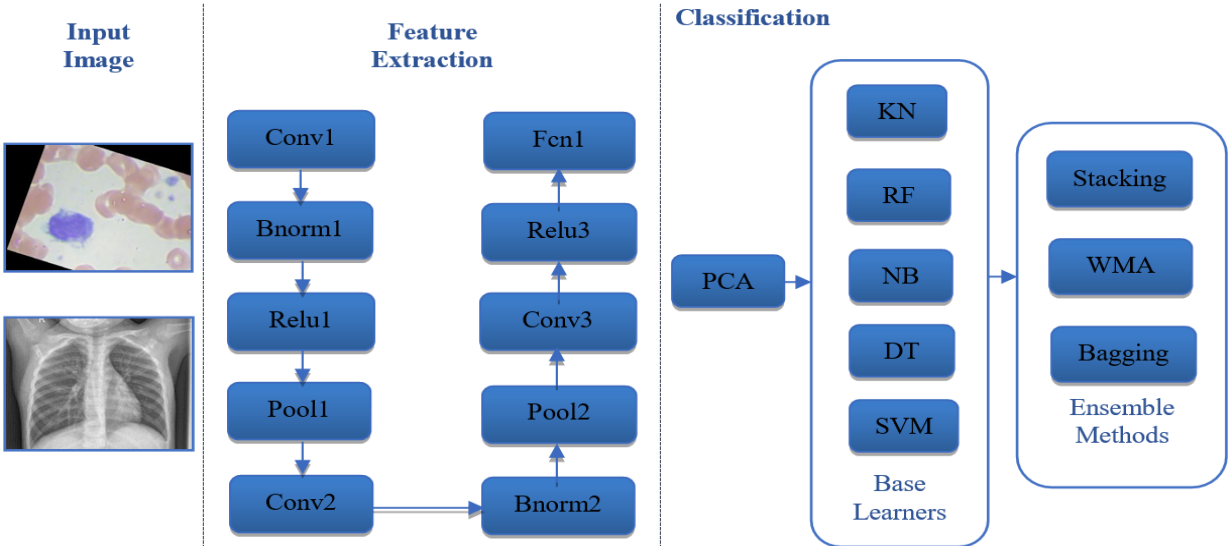 Input
Image
Feature
Extraction
Conv1
Bnorm1
Relu1
Pool1
Conv2
Bnorm2
Pool2
Conv3
Relu3
Fcn1
Classification
PCA
KN
RF
NB
DT
SVM
Base
Learners
Stacking
WMA
Bagging
Ensemble
Methods